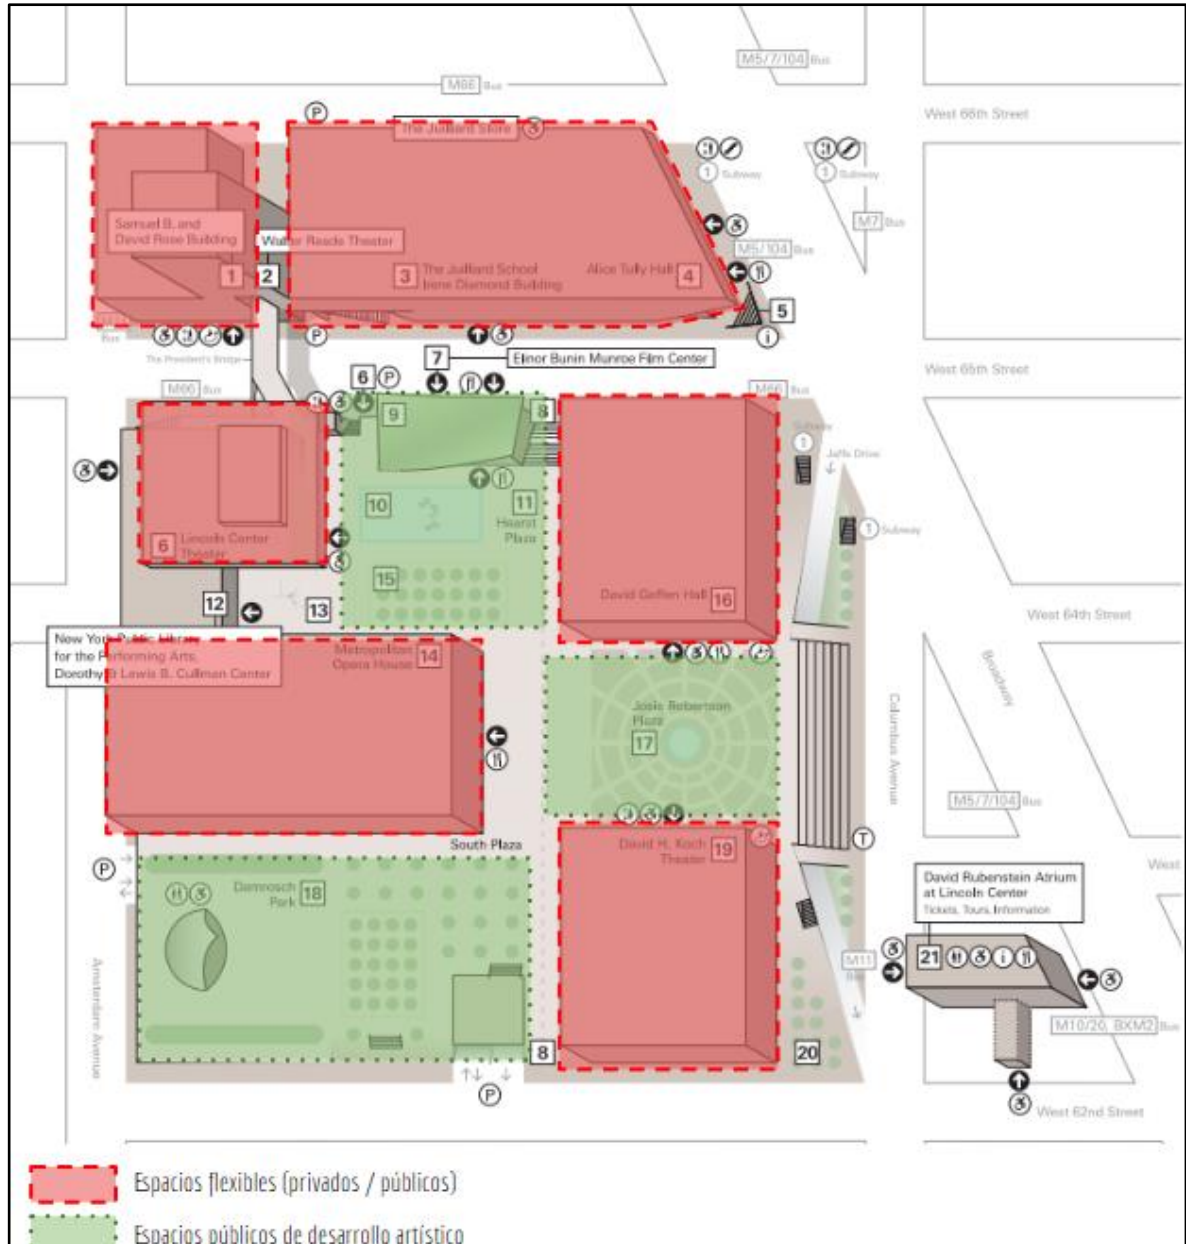 M5/7/104 Bus
M66 Bus
West 66th Street
P
The Juilliard Store
1 Subway
1 Subway
M7 Bus
Samuel B. and
David Rose Building
Walter Reade Theater
M5/104
1
2
3
The Juilliard School
Irene Diamond Building
Alice Tully Hall
4
5
Bus
P
i
The President's Bridge
7
Elinor Bunin Munroe Film Center
West 65th Street
6
P
M66 Bus
M66 Bus
9
8
Subway
1
Jaffe Drive
10
11
Hearst
Plaza
1 Subway
6
Lincoln Center
Theater
15
12
13
David Geffen Hall
16
West 64th Street
New York Public Library
for the Performing Arts,
Dorothy & Lewis B. Cullman Center
Metropolitan
Opera House
14
Broadway
Josie Robertson
Plaza
17
Columbus Avenue
M5/7/104 Bus
South Plaza
David H. Koch
Theater
19
T
West
P
Damrosch
Park
18
David Rubenstein Atrium
at Lincoln Center
Tickets, Tours, Information
Amsterdam Avenue
M11
Bus
21
i
M10/20, BXM2 Bus
8
20
P
West 62nd Street
Espacios flexibles (privados / públicos)
Espacios públicos de desarrollo artístico